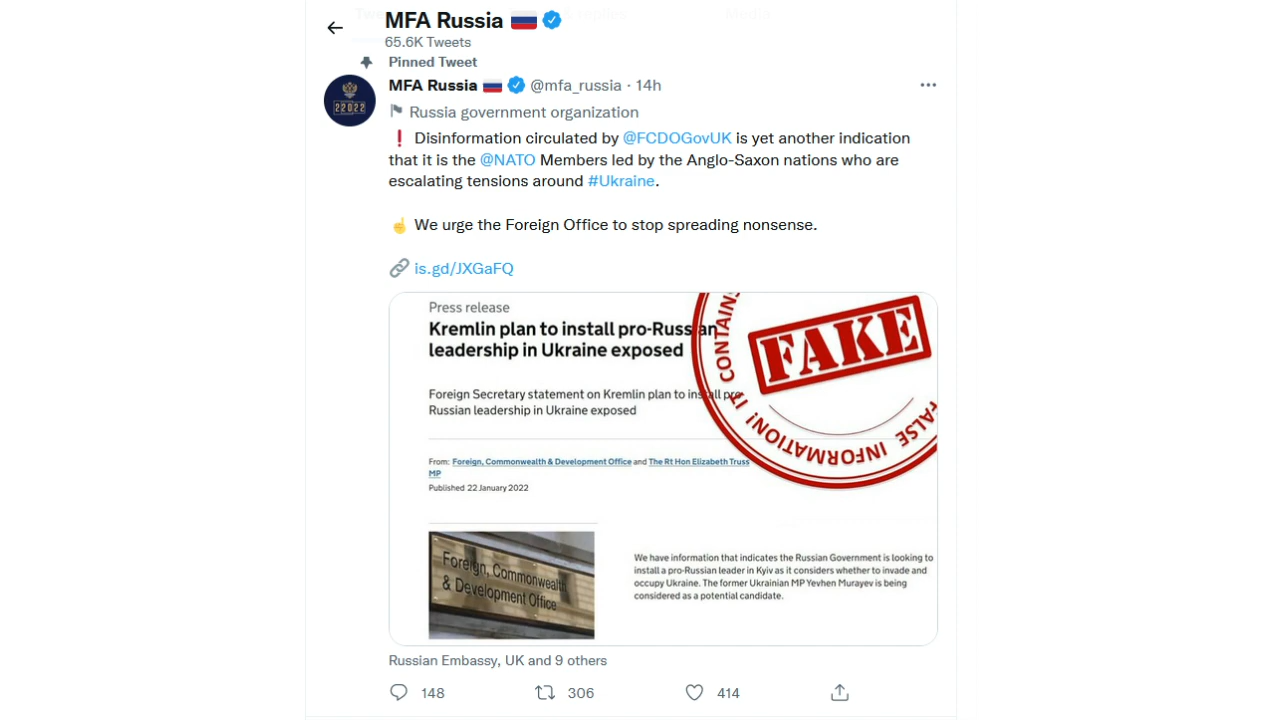 MFA Russia
65.6K Tweets
Pinned Tweet
MFA Russia @mfa_russia · 14h
Russia government organization
Disinformation circulated by @FCDOGovUK is yet another indication
that it is the @NATO Members led by the Anglo-Saxon nations who are
escalating tensions around #Ukraine.
We urge the Foreign Office to stop spreading nonsense.
is.gd/JXGaFQ
Press release
Kremlin plan to install pro-Russian
leadership in Ukraine exposed
Foreign Secretary statement on Kremlin plan to install pro-
Russian leadership in Ukraine exposed
From: Foreign, Commonwealth & Development Office and The Rt Hon Elizabeth Truss
MP
Published 22 January 2022
IT CONTAINS
FAKE
FALSE INFORMATION!
Foreign, Commonwealth
& Development Office
We have information that indicates the Russian Government is looking to
install a pro-Russian leader in Kyiv as it considers whether to invade and
occupy Ukraine. The former Ukrainian MP Yevhen Murayev is being
considered as a potential candidate.
Russian Embassy, UK and 9 others
148 306 414